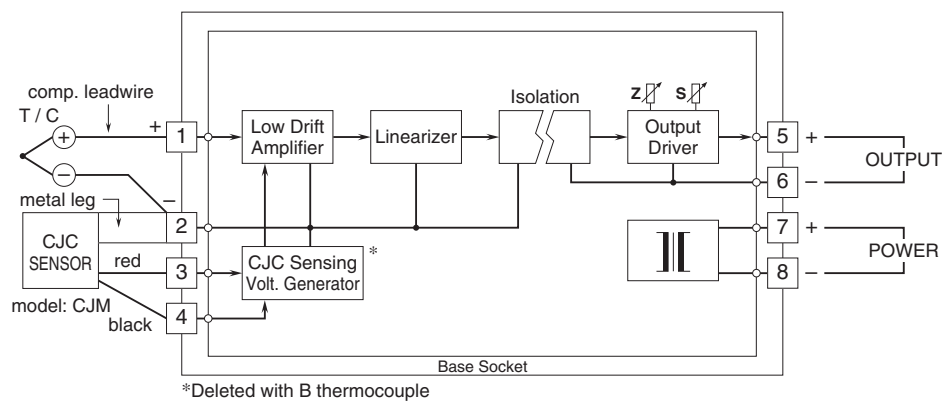 comp. leadwire
T / C
+
−
metal leg
CJC
SENSOR
model: CJM
red
black
+
−
1
2
3
4
Low Drift
Amplifier
Linearizer
Isolation
Z
S
Output
Driver
CJC Sensing
Volt. Generator
*
5
6
7
8
+
−
+
−
OUTPUT
POWER
Base Socket
*Deleted with B thermocouple